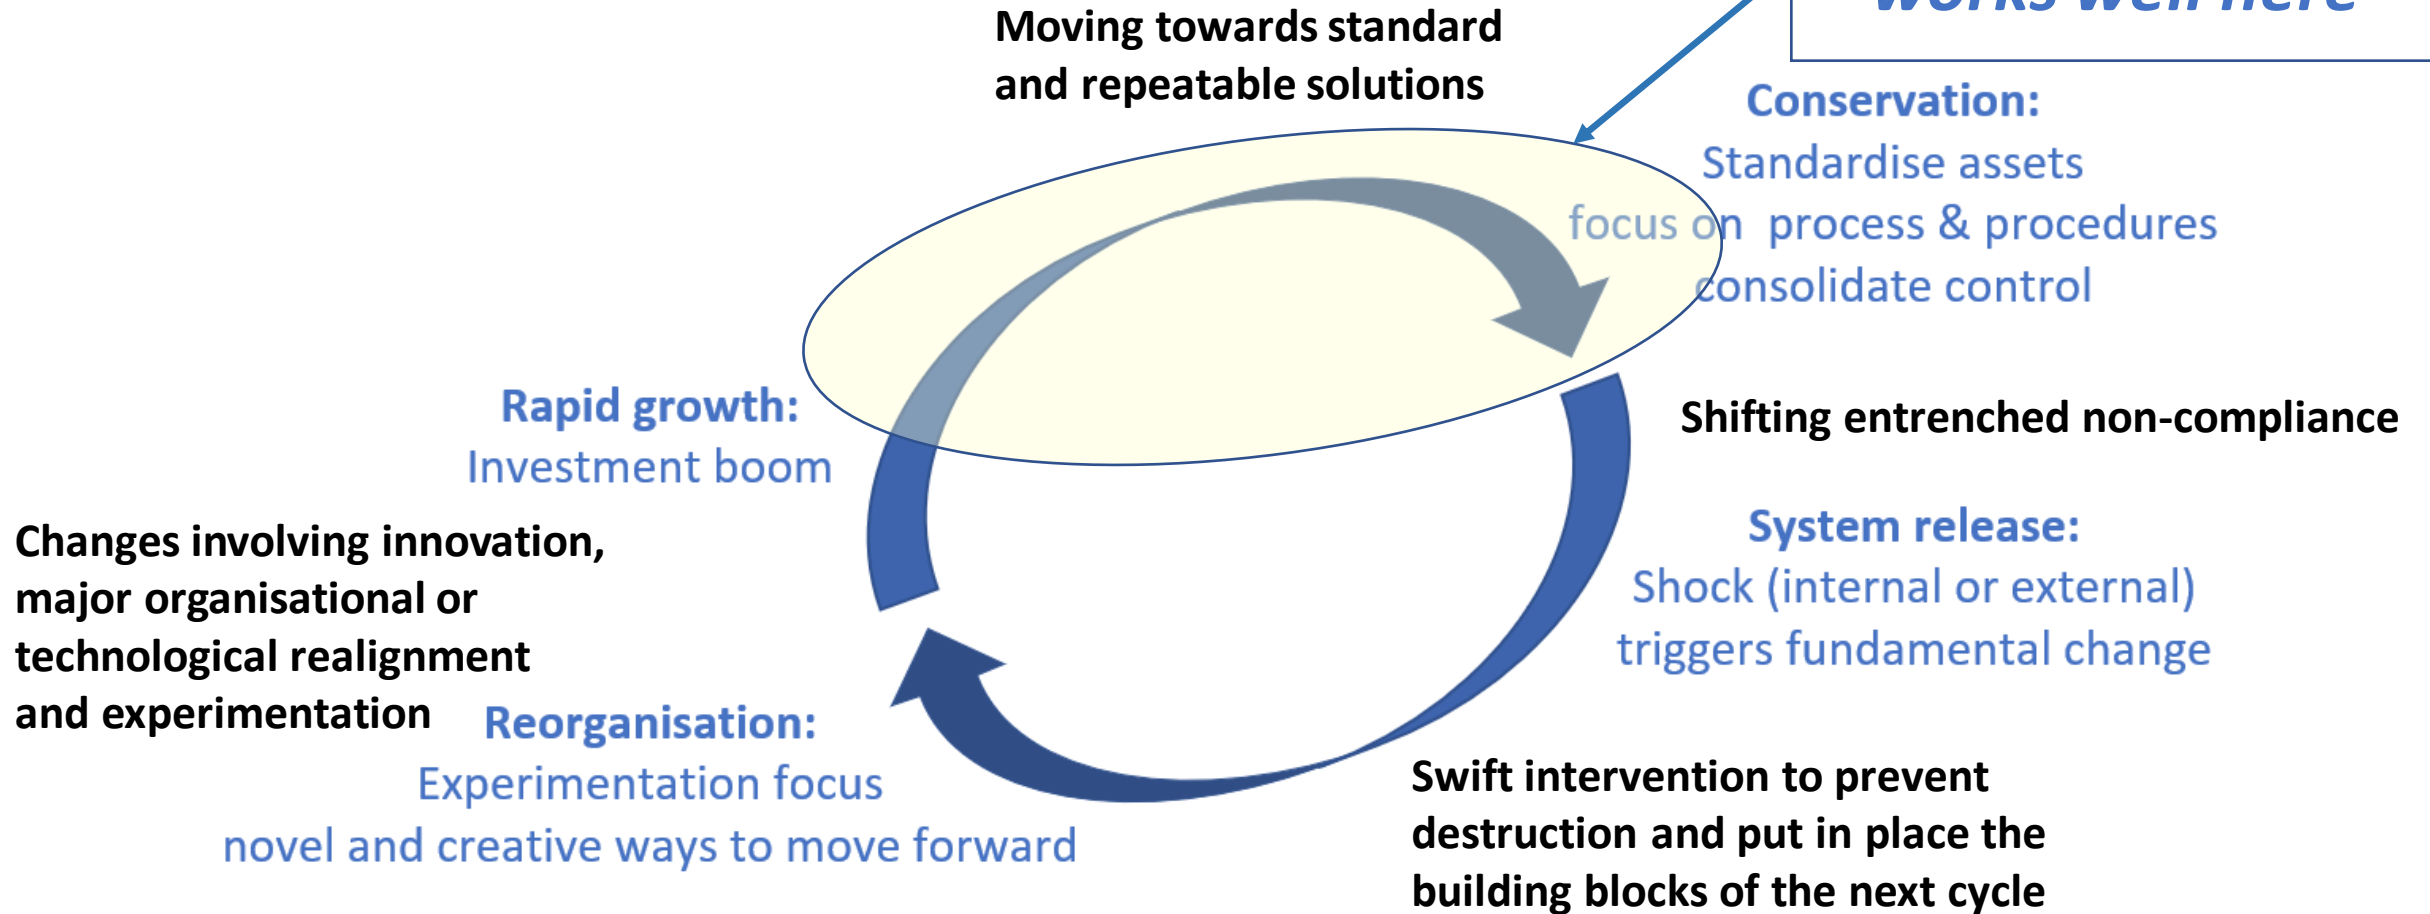 works well here
Moving towards standard
and repeatable solutions
Conservation:
Standardise assets
focus on process & procedures
consolidate control
Rapid growth:
Investment boom
Shifting entrenched non-compliance
Changes involving innovation,
major organisational or
technological realignment
and experimentation
System release:
Shock (internal or external)
triggers fundamental change
Reorganisation:
Experimentation focus
novel and creative ways to move forward
Swift intervention to prevent
destruction and put in place the
building blocks of the next cycle